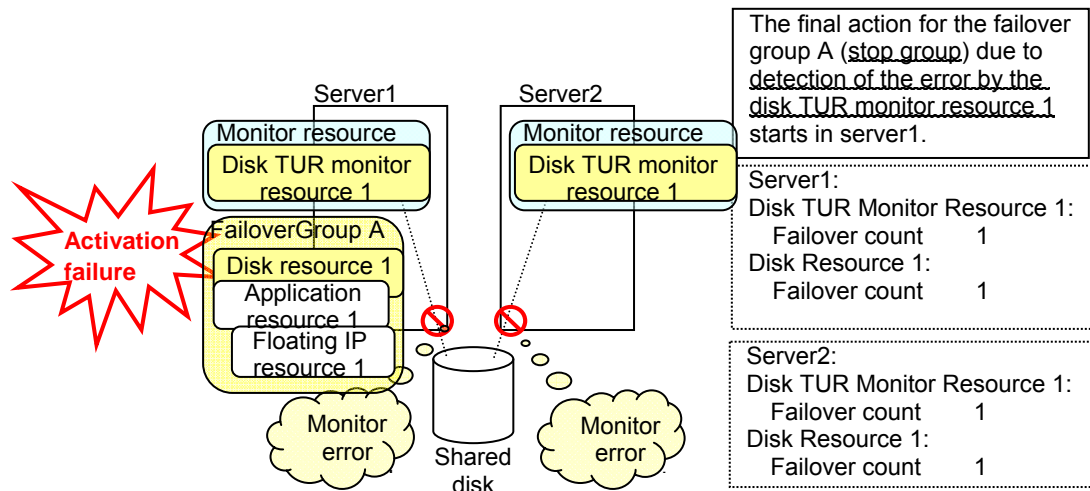 The final action for the failover
group A (stop group) due to
detection of the error by the
disk TUR monitor resource 1
starts in server1.
Server1
Server2
Monitor resource
Disk TUR monitor
resource 1
Monitor resource
Disk TUR monitor
resource 1
Activation
failure
FailoverGroup A
Disk resource 1
Application
resource 1
Floating IP
resource 1
Monitor
error
Shared
disk
Monitor
error
Server1:
Disk TUR Monitor Resource 1:
Failover count 1
Disk Resource 1:
Failover count 1
Server2:
Disk TUR Monitor Resource 1:
Failover count 1
Disk Resource 1:
Failover count 1